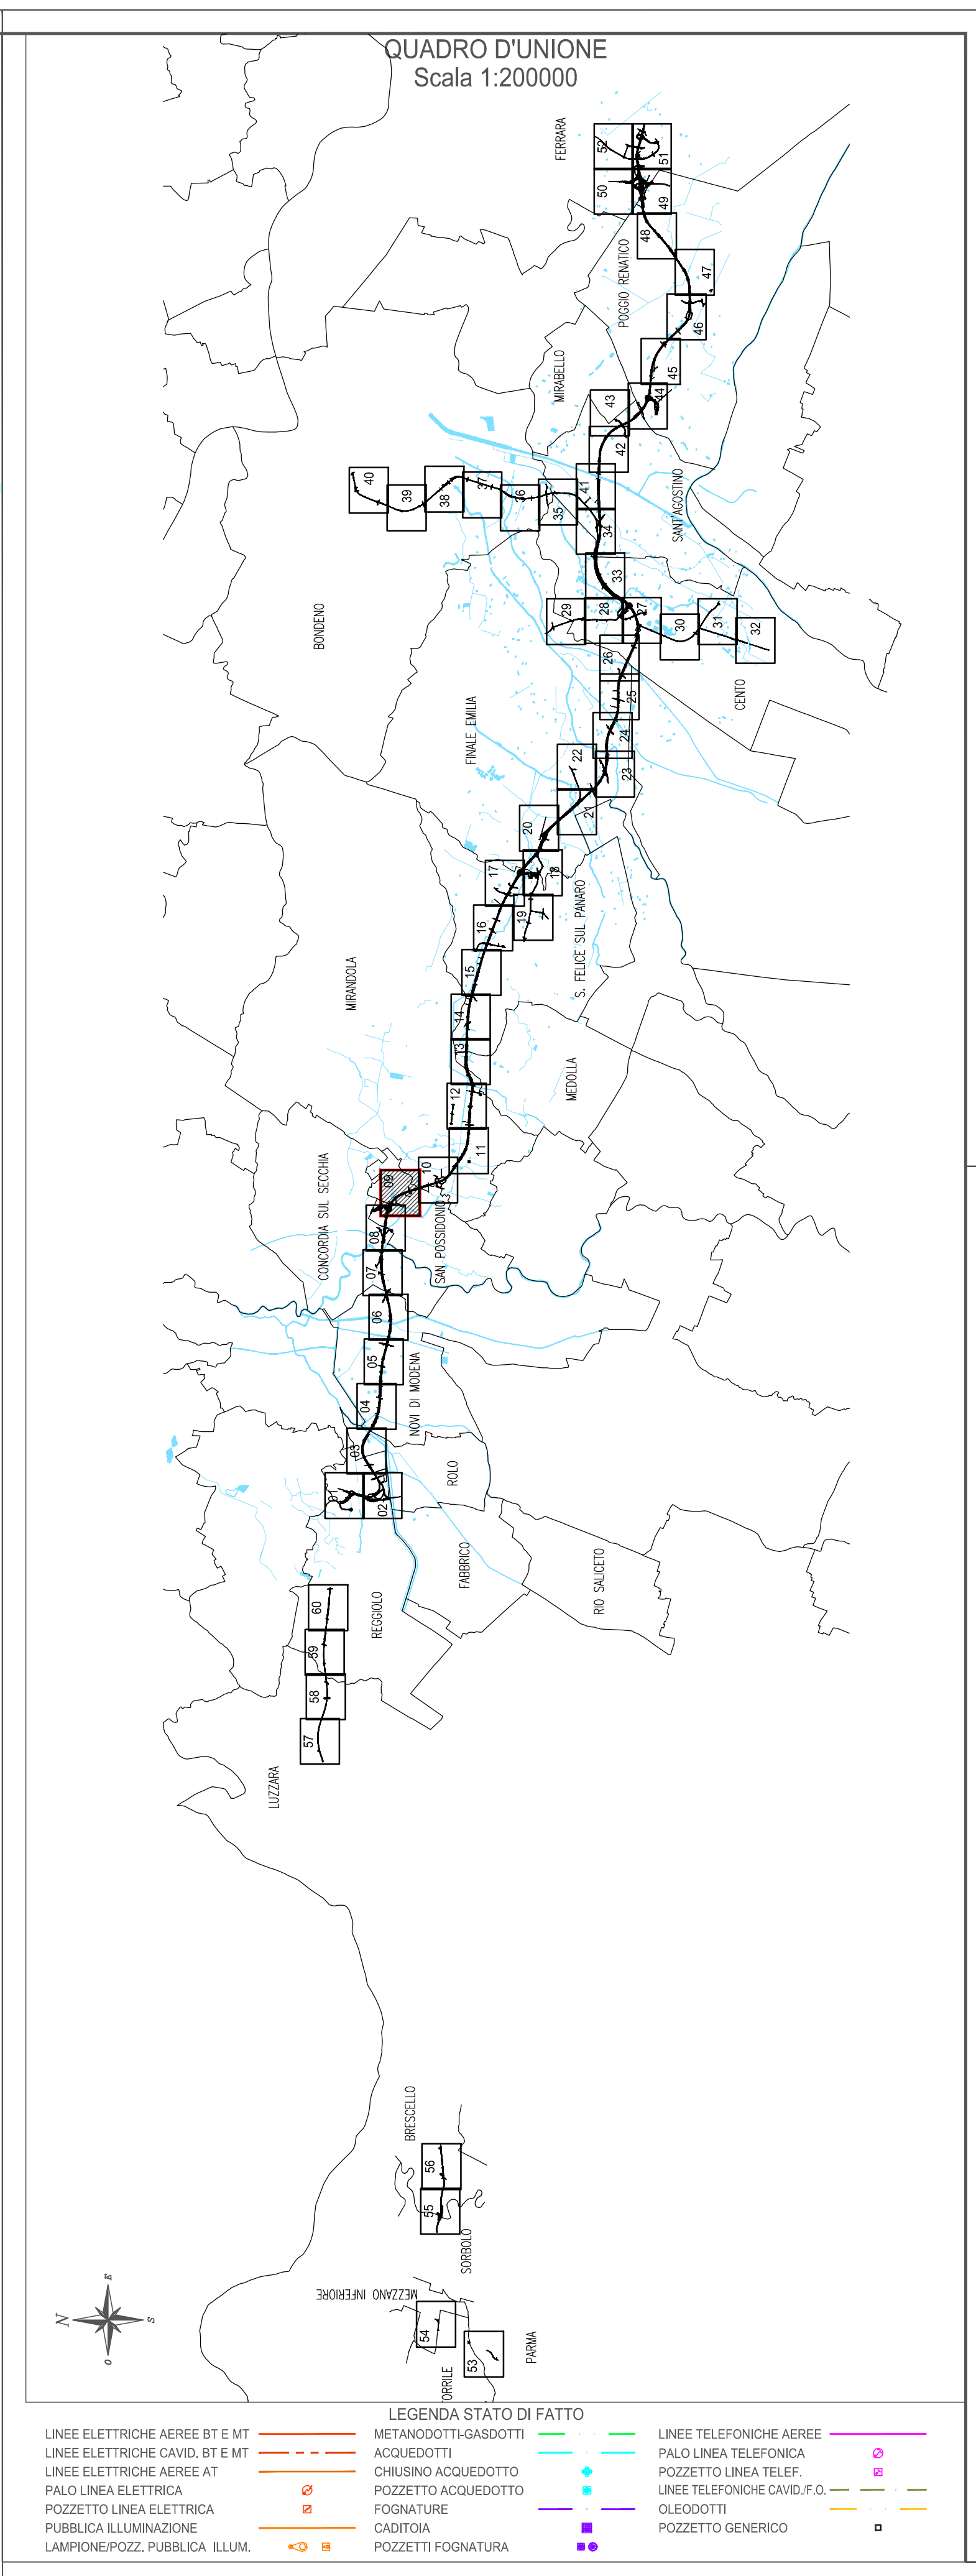 QUADRO D'UNIONE
Scala 1:200000
FERRARA
52
51
50
49
48
POGGIO RENATICO
47
46
45
MIRABELLO
44
43
42
41
40
39
38
37
36
35
34
SANT'AGOSTINO
33
BONDENO
29
28
27
30
31
32
26
25
CENTO
24
23
FINALE EMILIA
22
21
20
17
18
19
S. FELICE SUL PANARO
16
15
MIRANDOLA
14
13
12
MEDOLLA
11
10
09
CONCORDIA SUL SECCHIA
SAN POSSIDONIO
08
07
06
05
NOVI DI MODENA
04
03
ROLO
01
02
FABBRICO
RIO SALICETO
REGGIOLO
60
59
58
57
LUZZARA
BRESCELLO
56
55
SORBOLO
MEZZANO INFERIORE
54
53
PARMA
TORRILE
N
E
S
O
LEGENDA STATO DI FATTO
LINEE ELETTRICHE AEREE BT E MT
LINEE ELETTRICHE CAVID. BT E MT
LINEE ELETTRICHE AEREE AT
PALO LINEA ELETTRICA
POZZETTO LINEA ELETTRICA
PUBBLICA ILLUMINAZIONE
LAMPIONE/POZZ. PUBBLICA ILLUM.
METANODOTTI-GASDOTTI
ACQUEDOTTI
CHIUSINO ACQUEDOTTO
POZZETTO ACQUEDOTTO
FOGNATURE
CADITOIA
POZZETTI FOGNATURA
LINEE TELEFONICHE AEREE
PALO LINEA TELEFONICA
POZZETTO LINEA TELEF.
LINEE TELEFONICHE CAVID./F.O.
OLEODOTTI
POZZETTO GENERICO